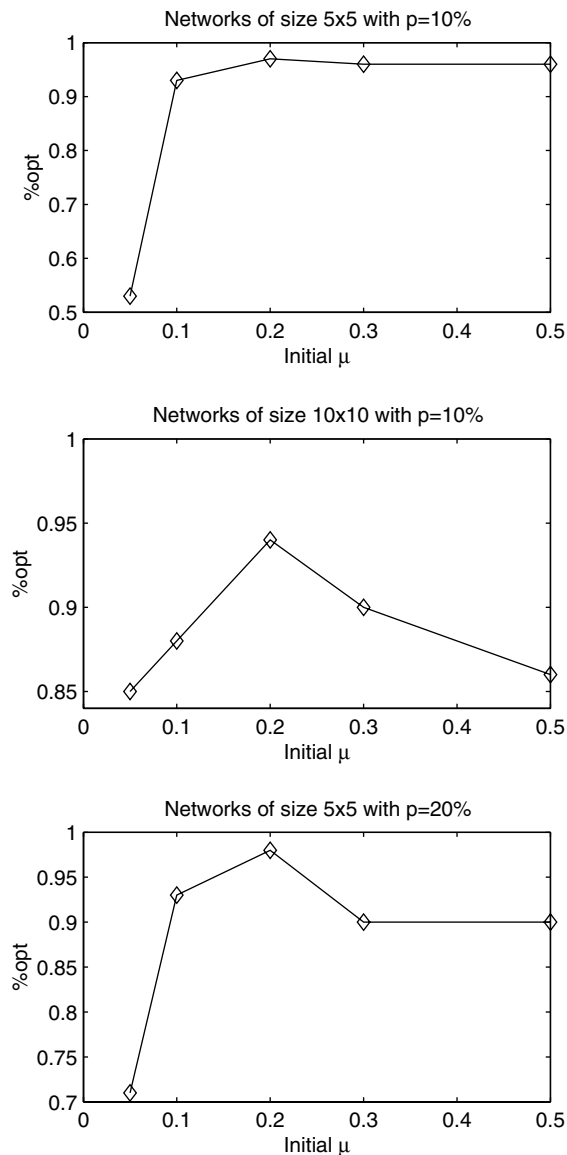 Networks of size 5x5 with p=10%
1
0.9
0.8
0.7
0.6
0.5
%opt
0 0.1 0.2 0.3 0.4 0.5
Initial μ
Networks of size 10x10 with p=10%
1
0.95
0.9
0.85
%opt
0 0.1 0.2 0.3 0.4 0.5
Initial μ
Networks of size 5x5 with p=20%
1
0.95
0.9
0.85
0.8
0.75
0.7
%opt
0 0.1 0.2 0.3 0.4 0.5
Initial μ